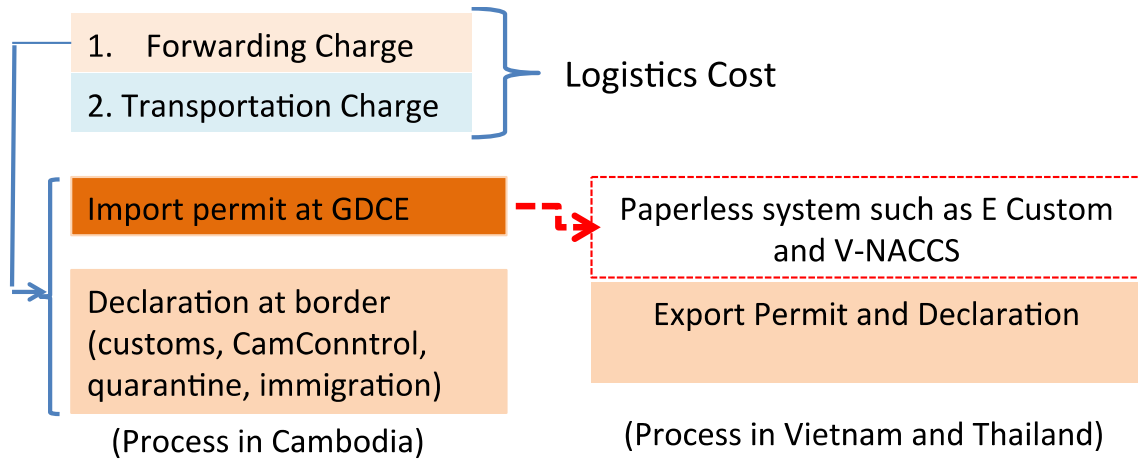 1. Forwarding Charge
2. Transportation Charge
Logistics Cost
Import permit at GDCE
Declaration at border
(customs, CamConntrol,
quarantine, immigration)
(Process in Cambodia)
Paperless system such as E Custom
and V-NACCS
Export Permit and Declaration
(Process in Vietnam and Thailand)